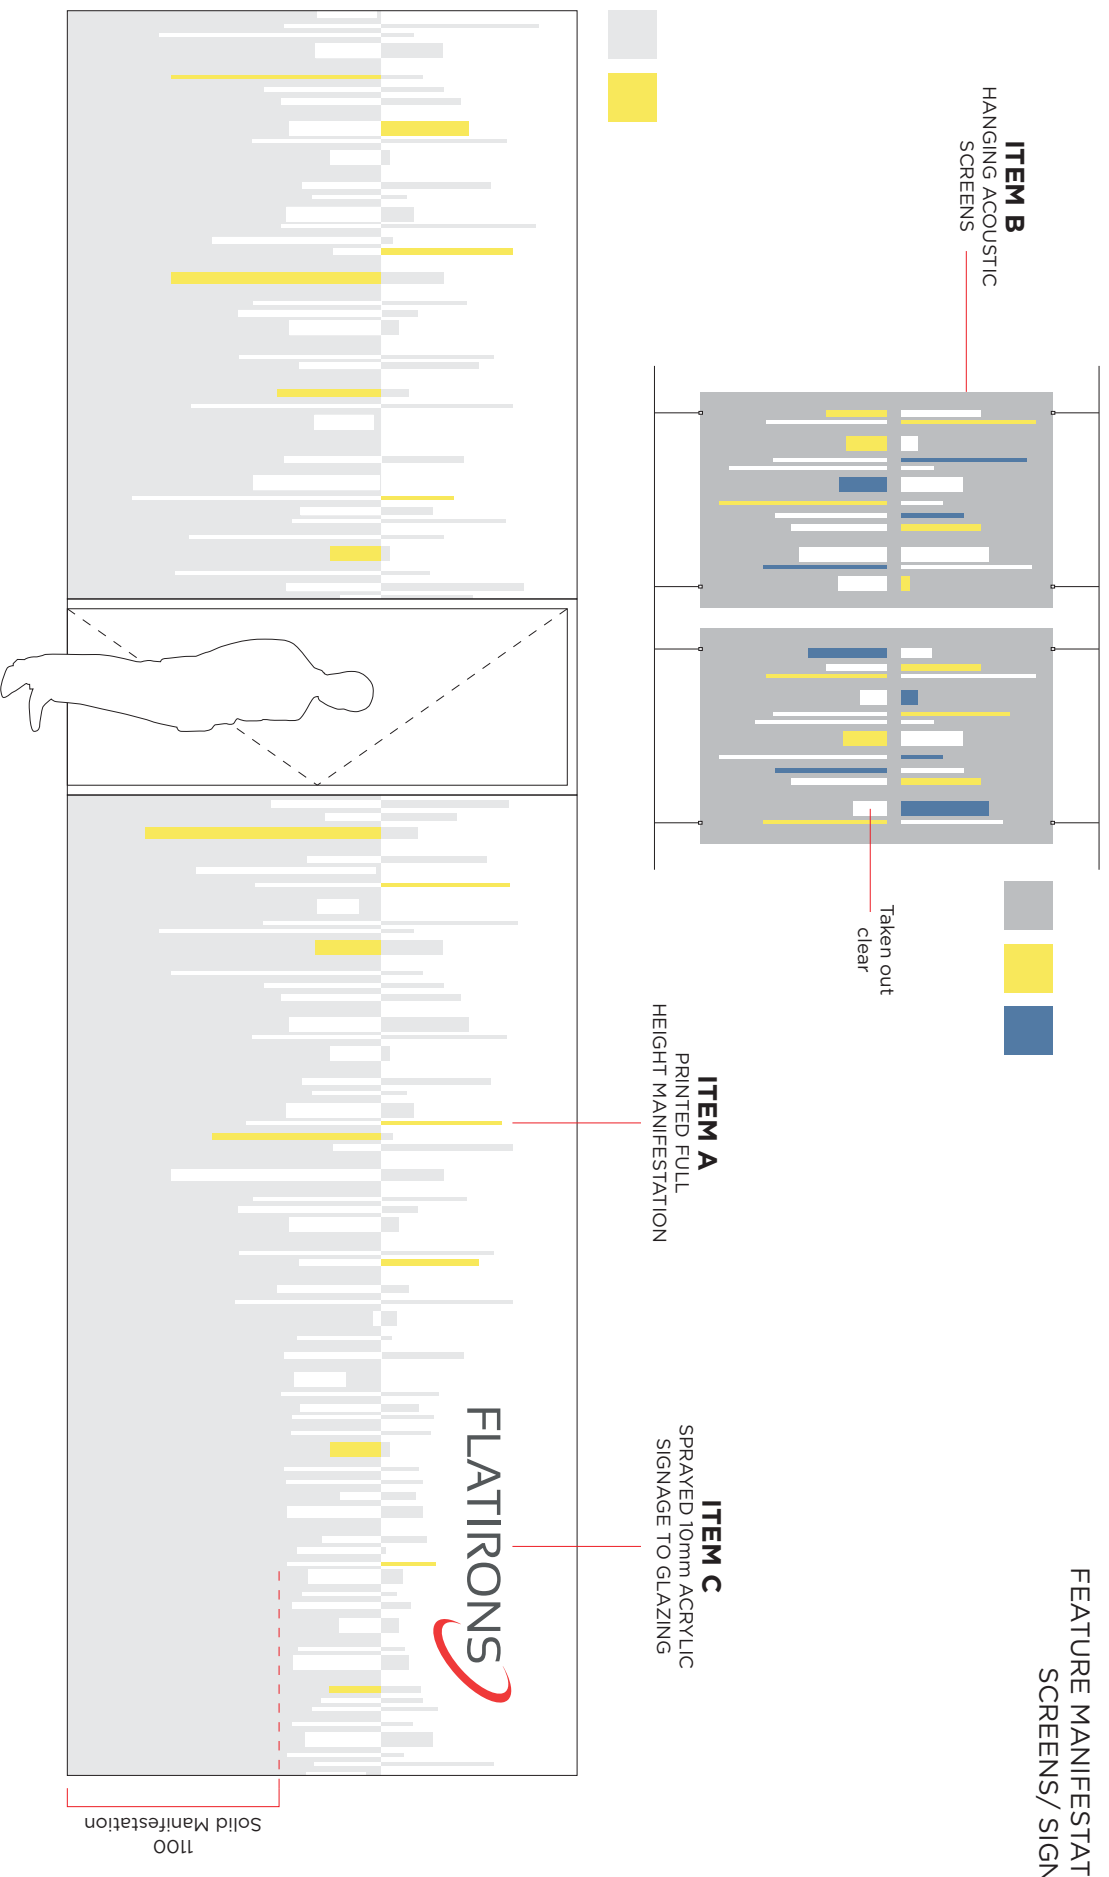 FEATURE MANIFESTAT
SCREENS/ SIGN
ITEM B
HANGING ACOUSTIC
SCREENS
Taken out
clear
ITEM A
PRINTED FULL
HEIGHT MANIFESTATION
ITEM C
SPRAYED 10mm ACRYLIC
SIGNAGE TO GLAZING
FLATIRONS
1100
Solid Manifestation